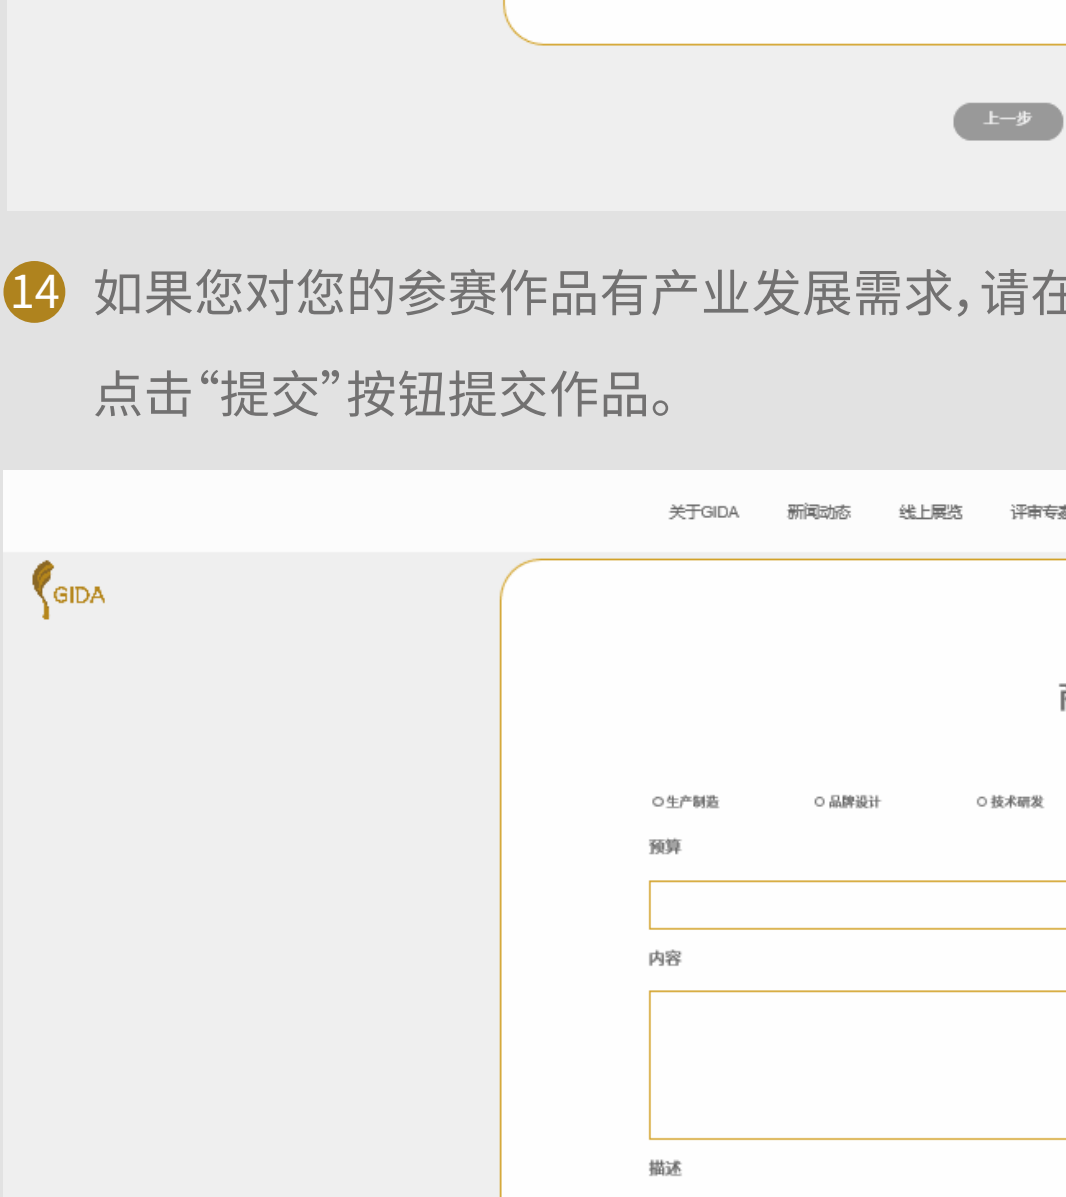 上一步
14 如果您对您的参赛作品有产业发展需求，请在
点击“提交”按钮提交作品。
关于GIDA 新闻动态 线上展览 评审专
GIDA
生产制造 品牌设计 技术研发
预算
内容
描述